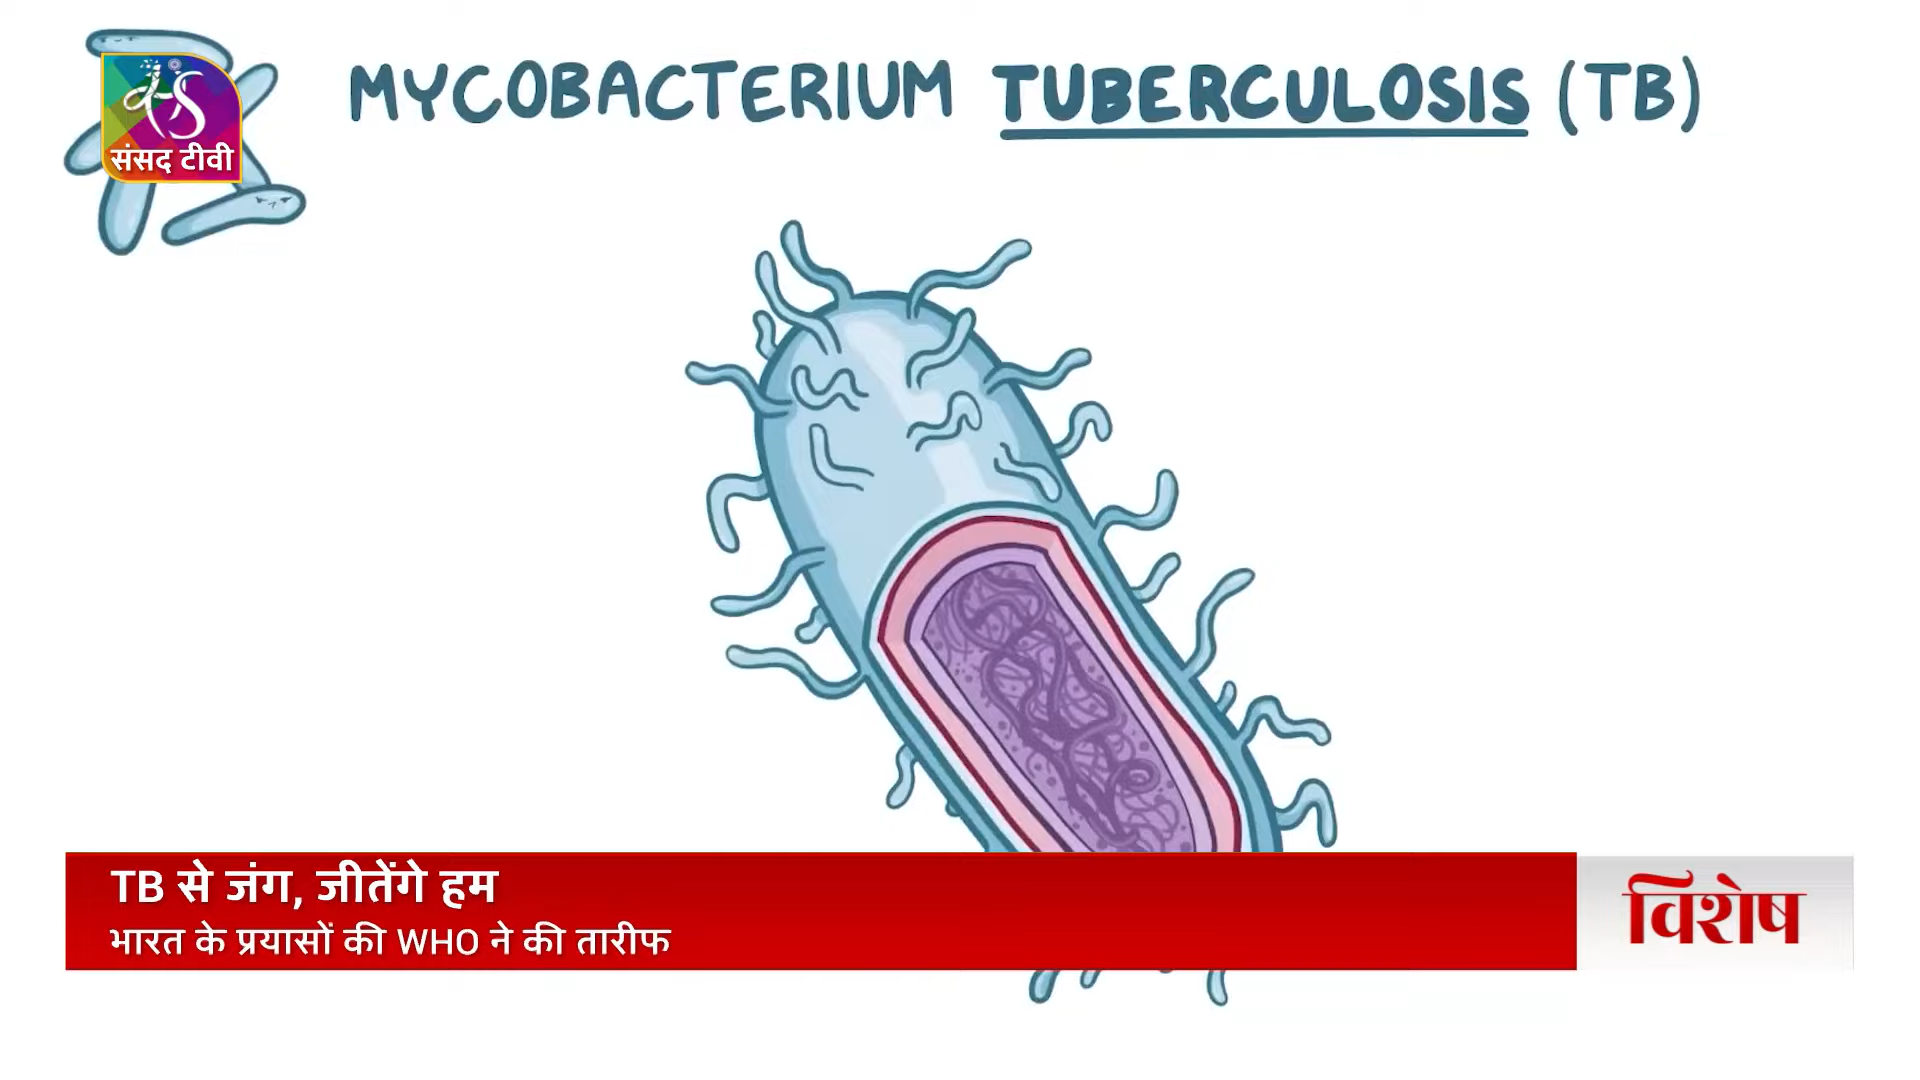 MYCOBACTERIUM TUBERCULOSIS (TB)
संसद टीवी
TB से जंग, जीतेंगे हम
भारत के प्रयासों की WHO ने की तारीफ
विशेष